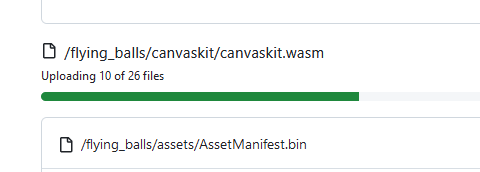 /flying_balls/canvaskit/canvaskit.wasm
Uploading 10 of 26 files
/flying_balls/assets/AssetManifest.bin